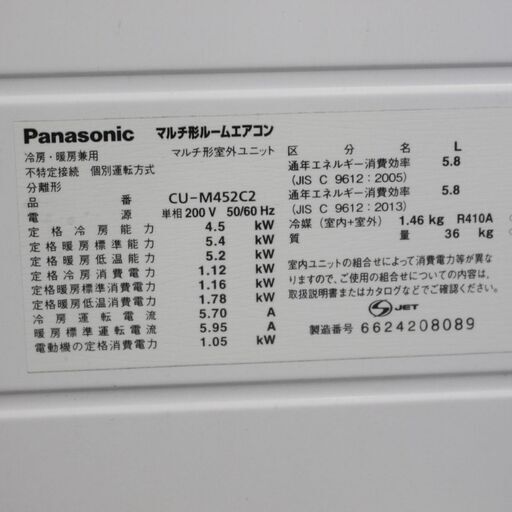 Panasonic マルチ形ルームエアコン
冷房・暖房兼用 マルチ形室外ユニット
不特定接続 個別運転方式
分離形
品番 CU-M452C2
電源 単相200V 50/60Hz
定格冷房能力 4.5 kW
定格暖房標準能力 5.4 kW
定格暖房低温能力 5.2 kW
定格冷房消費電力 1.12 kW
定格暖房標準消費電力 1.16 kW
定格暖房低温消費電力 1.78 kW
冷房運転電流 5.70 A
暖房標準運転電流 5.95 A
電動機の定格消費電力 1.05 kW
区分名 L
通年エネルギー消費効率 5.8
(JIS C 9612:2005)
通年エネルギー消費効率 5.8
(JIS C 9612:2013)
冷媒(室内+室外) 1.46 kg R410A
質量 36 kg
室内ユニットの組合せによって消費電力等が異な
りますので、ご使用の組合せについての内容は、
取扱説明書またはカタログなどでご確認ください。
JET
製造番号 6624208089